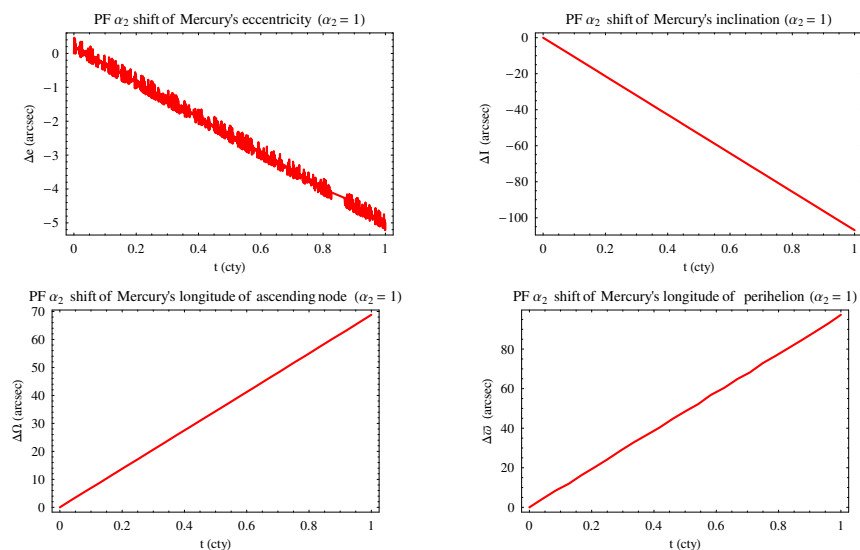 PF α₂ shift of Mercury's eccentricity (α₂ = 1)
0
−1
−2
−3
−4
−5
Δe (arcsec)
0 0.2 0.4 0.6 0.8 1
t (cty)
PF α₂ shift of Mercury's inclination (α₂ = 1)
0
−20
−40
−60
−80
−100
ΔI (arcsec)
0 0.2 0.4 0.6 0.8 1
t (cty)
PF α₂ shift of Mercury's longitude of ascending node (α₂ = 1)
70
60
50
40
30
20
10
0
ΔΩ (arcsec)
0 0.2 0.4 0.6 0.8 1
t (cty)
PF α₂ shift of Mercury's longitude of perihelion (α₂ = 1)
80
60
40
20
0
Δϖ (arcsec)
0 0.2 0.4 0.6 0.8 1
t (cty)